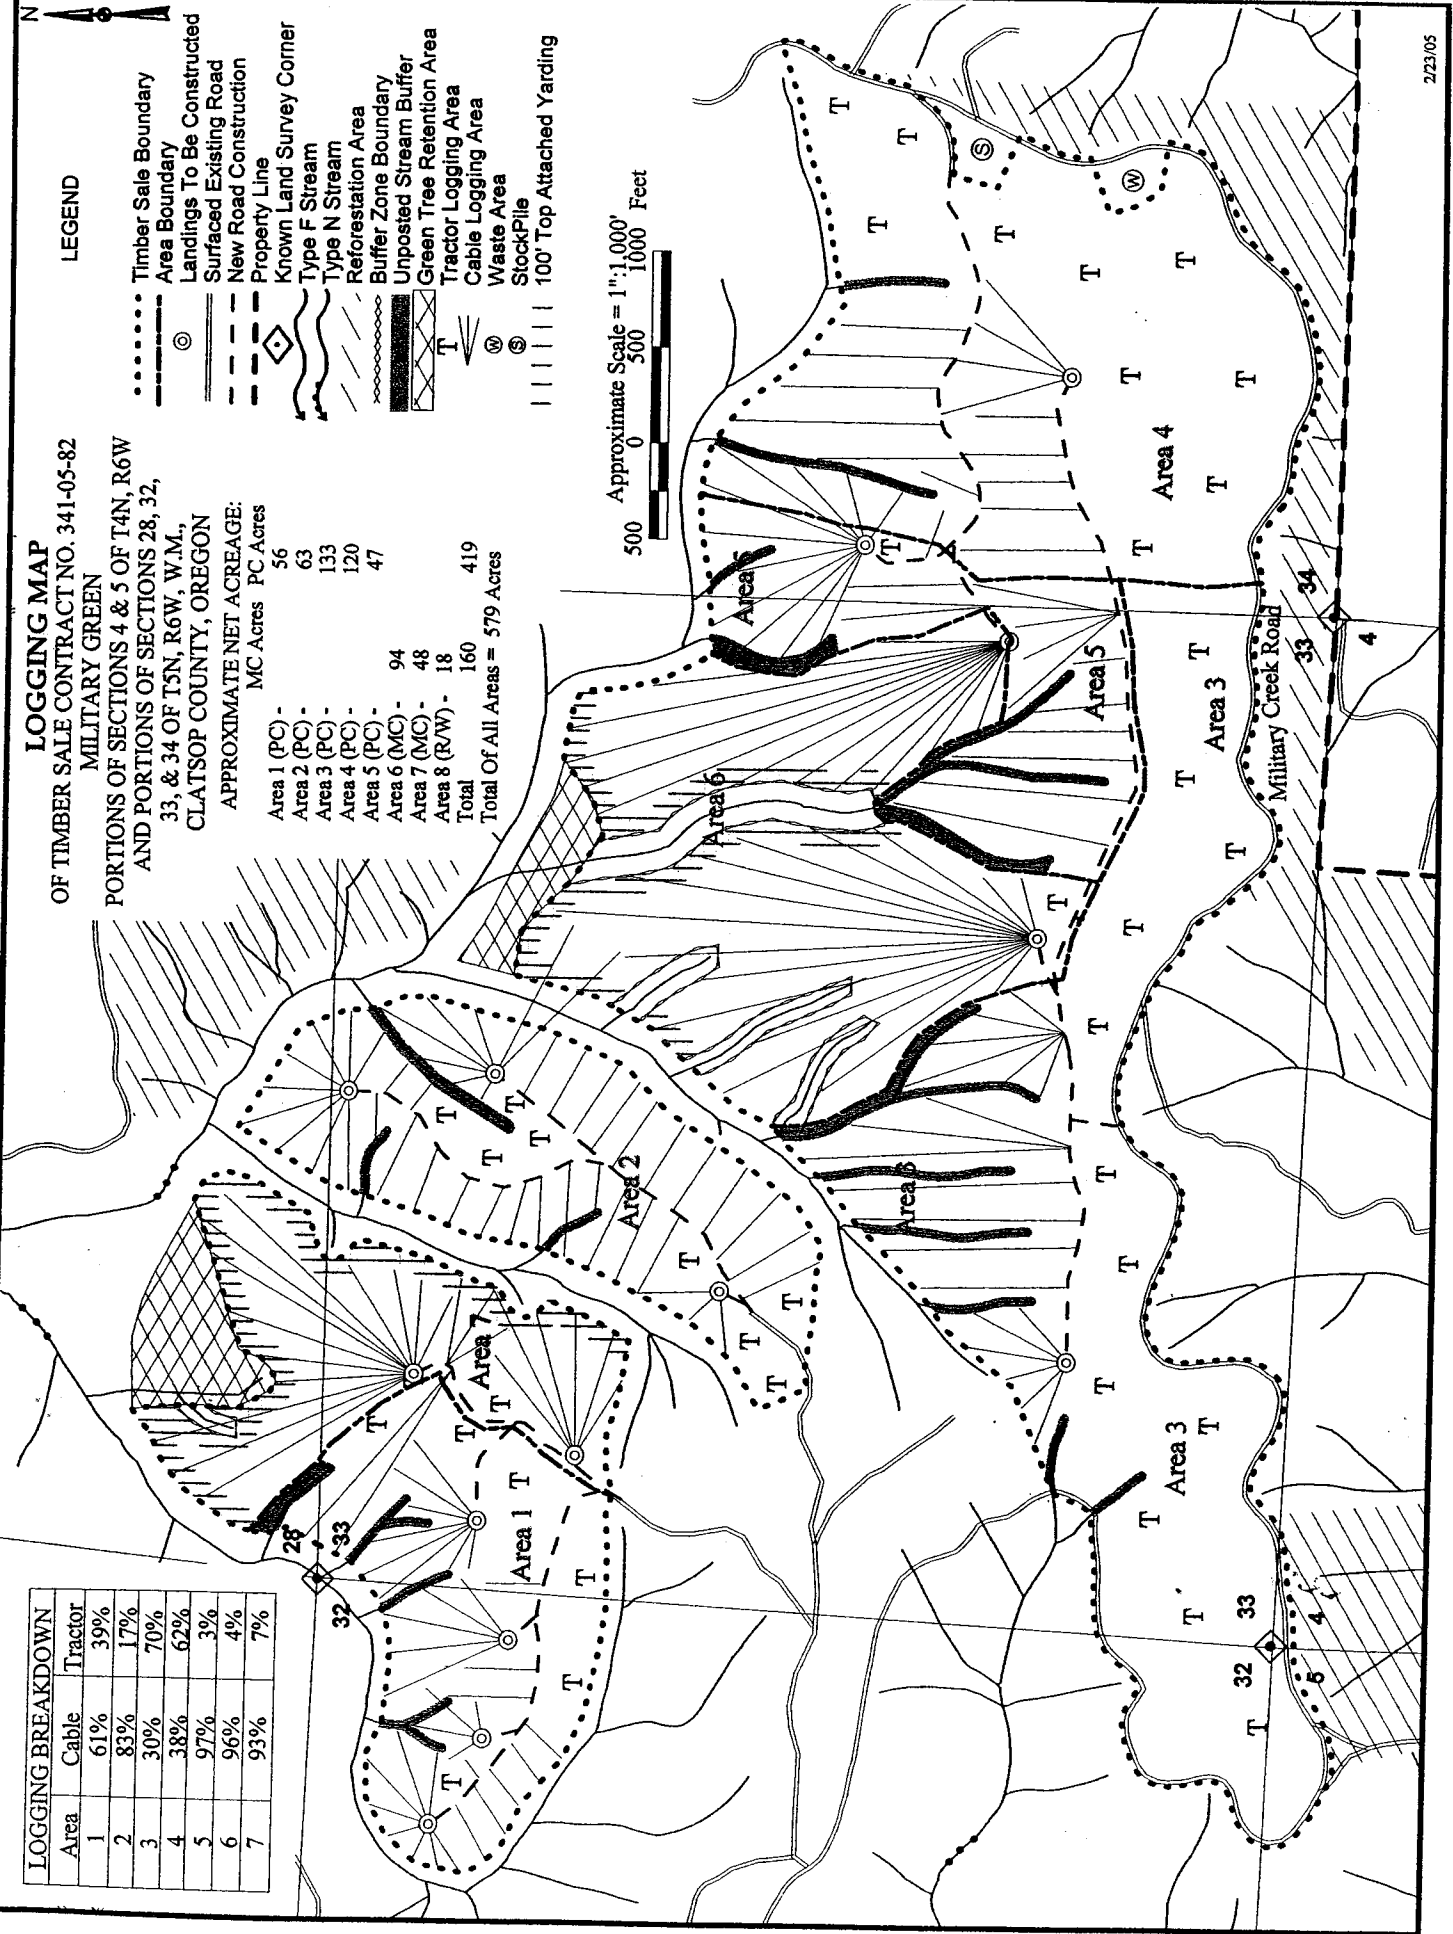 LOGGING MAP
OF TIMBER SALE CONTRACT NO. 341-05-82
MILITARY GREEN
PORTIONS OF SECTIONS 4 & 5 OF T4N, R6W
AND PORTIONS OF SECTIONS 28, 32,
33, & 34 OF T5N, R6W, W.M.,
CLATSOP COUNTY, OREGON
APPROXIMATE NET ACREAGE:
MC Acres PC Acres
Area 1 (PC) - 56
Area 2 (PC) - 63
Area 3 (PC) - 133
Area 4 (PC) - 120
Area 5 (PC) - 47
Area 6 (MC) - 94
Area 7 (MC) - 48
Area 8 (R/W) - 18
Total 160 419
Total Of All Areas = 579 Acres
LOGGING BREAKDOWN
Area Cable Tractor
1 61% 39%
2 83% 17%
3 30% 70%
4 38% 62%
5 97% 3%
6 96% 4%
7 93% 7%
N
LEGEND
Timber Sale Boundary
Area Boundary
Landings To Be Constructed
Surfaced Existing Road
New Road Construction
Property Line
Known Land Survey Corner
Type F Stream
Type N Stream
Reforestation Area
Buffer Zone Boundary
Unposted Stream Buffer
Green Tree Retention Area
T Tractor Logging Area
Cable Logging Area
W Waste Area
S StockPile
100' Top Attached Yarding
Approximate Scale = 1":1,000'
500 0 500 1000 Feet
28
32 33
T
T
T
T
T
T
T
T
Area 7
Area 1
T
T
T
T
T
T
T
T
Area 2
Area 6
Area 5
T
T
T
T
T
T
S
W
T
T
T
T
T
T
T
Area 4
Area 5
Area 3
T
T
T
T
T
T
T
T
T
T
T
T
T
Area 3
Military Creek Road
33 34
4
32 33
5 4
2/23/05